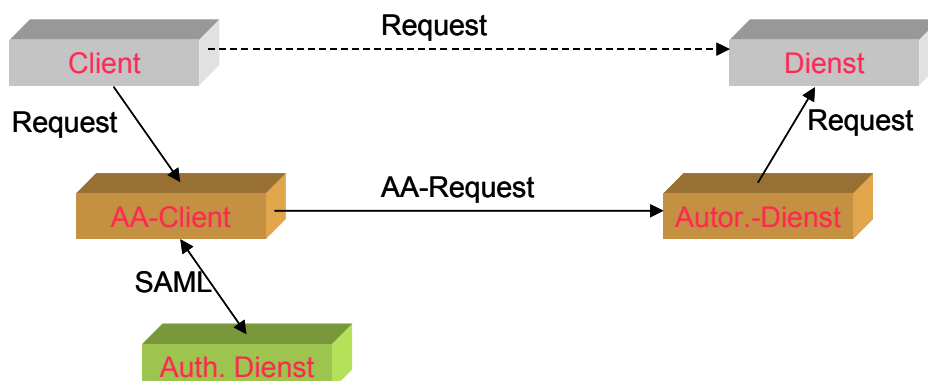 Request
Client
Dienst
Request
Request
AA-Request
AA-Client
Autor.-Dienst
SAML
Auth. Dienst